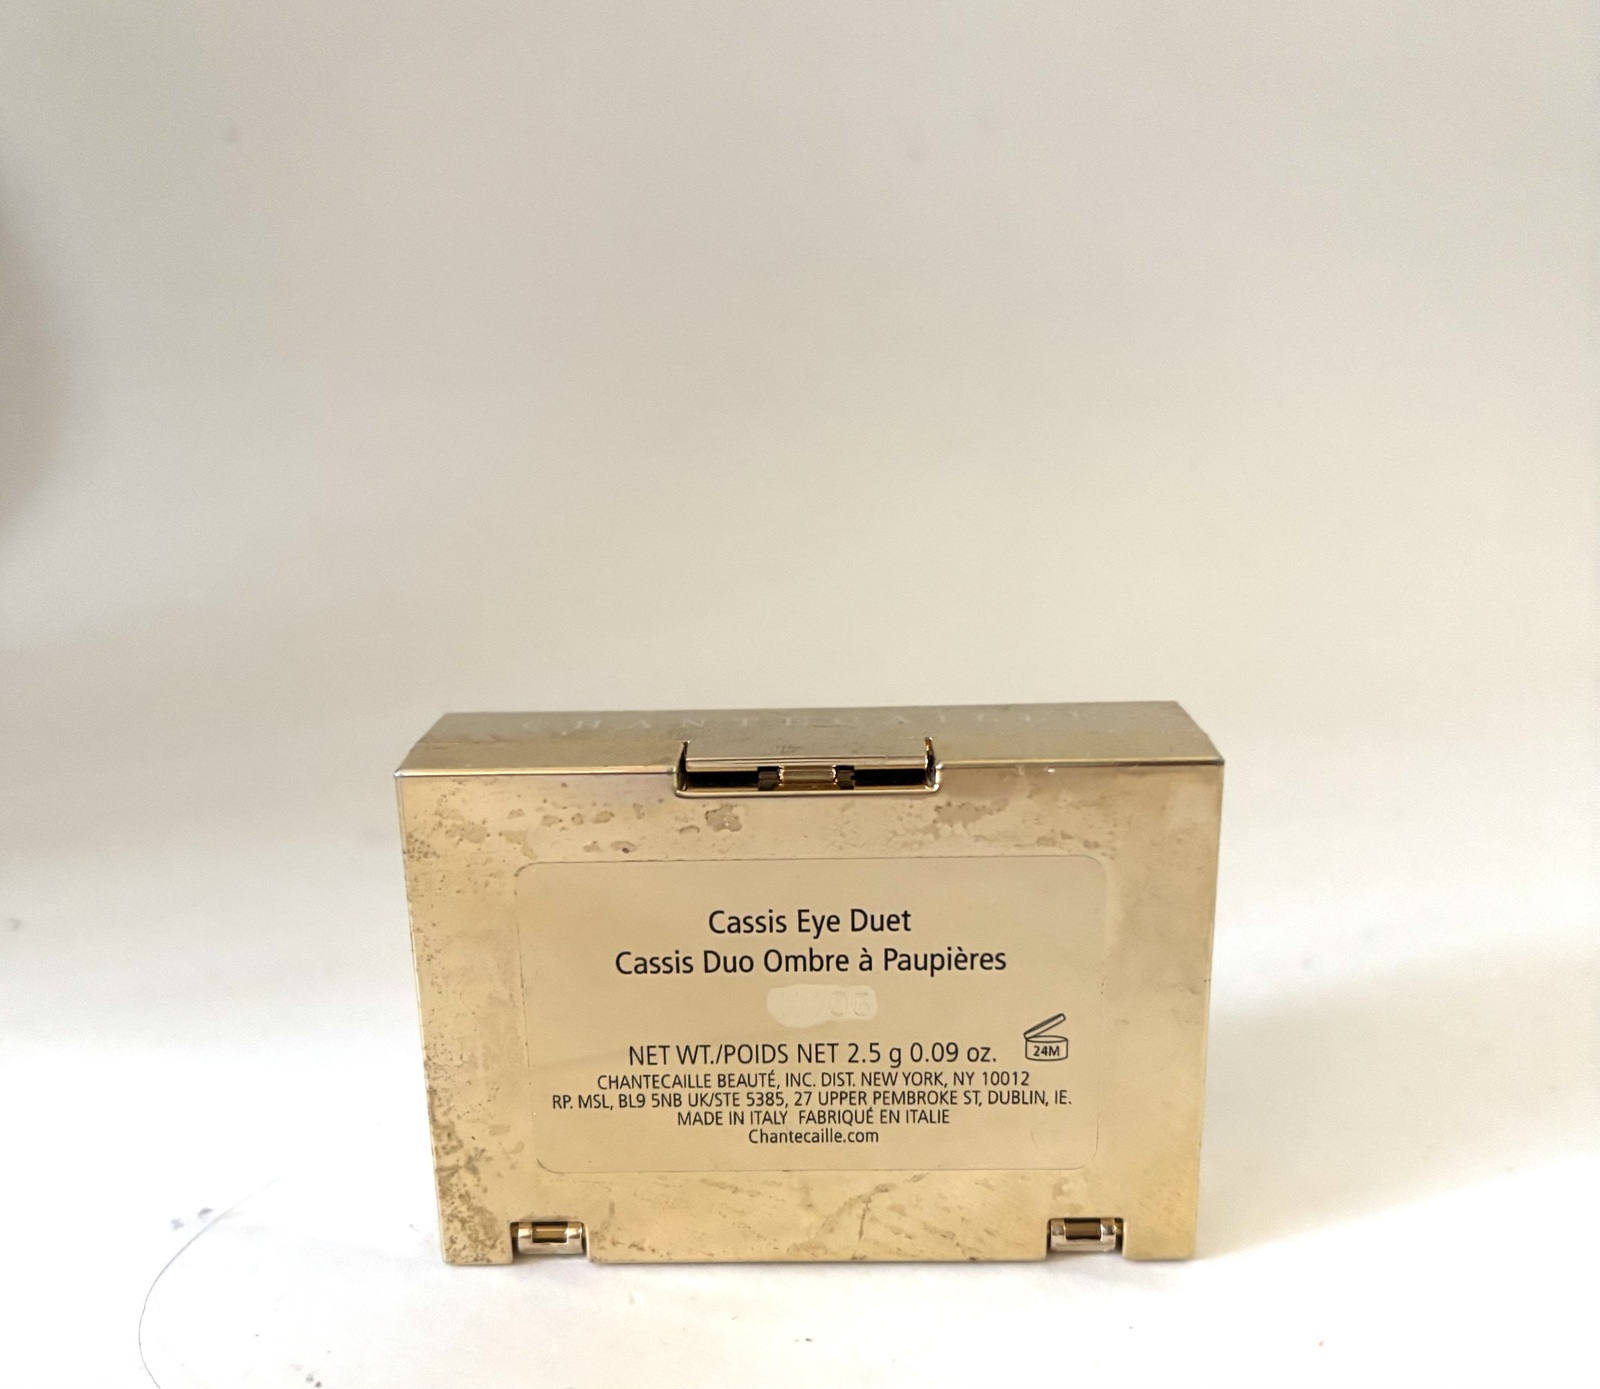 CHANTECAILLE
Cassis Eye Duet
Cassis Duo Ombre à Paupières
NET WT./POIDS NET 2.5 g 0.09 oz.
24M
CHANTECAILLE BEAUTÉ, INC. DIST. NEW YORK, NY 10012
RP. MSL, BL9 5NB UK/STE 5385, 27 UPPER PEMBROKE ST, DUBLIN, IE.
MADE IN ITALY FABRIQUÉ EN ITALIE
Chantecaille.com